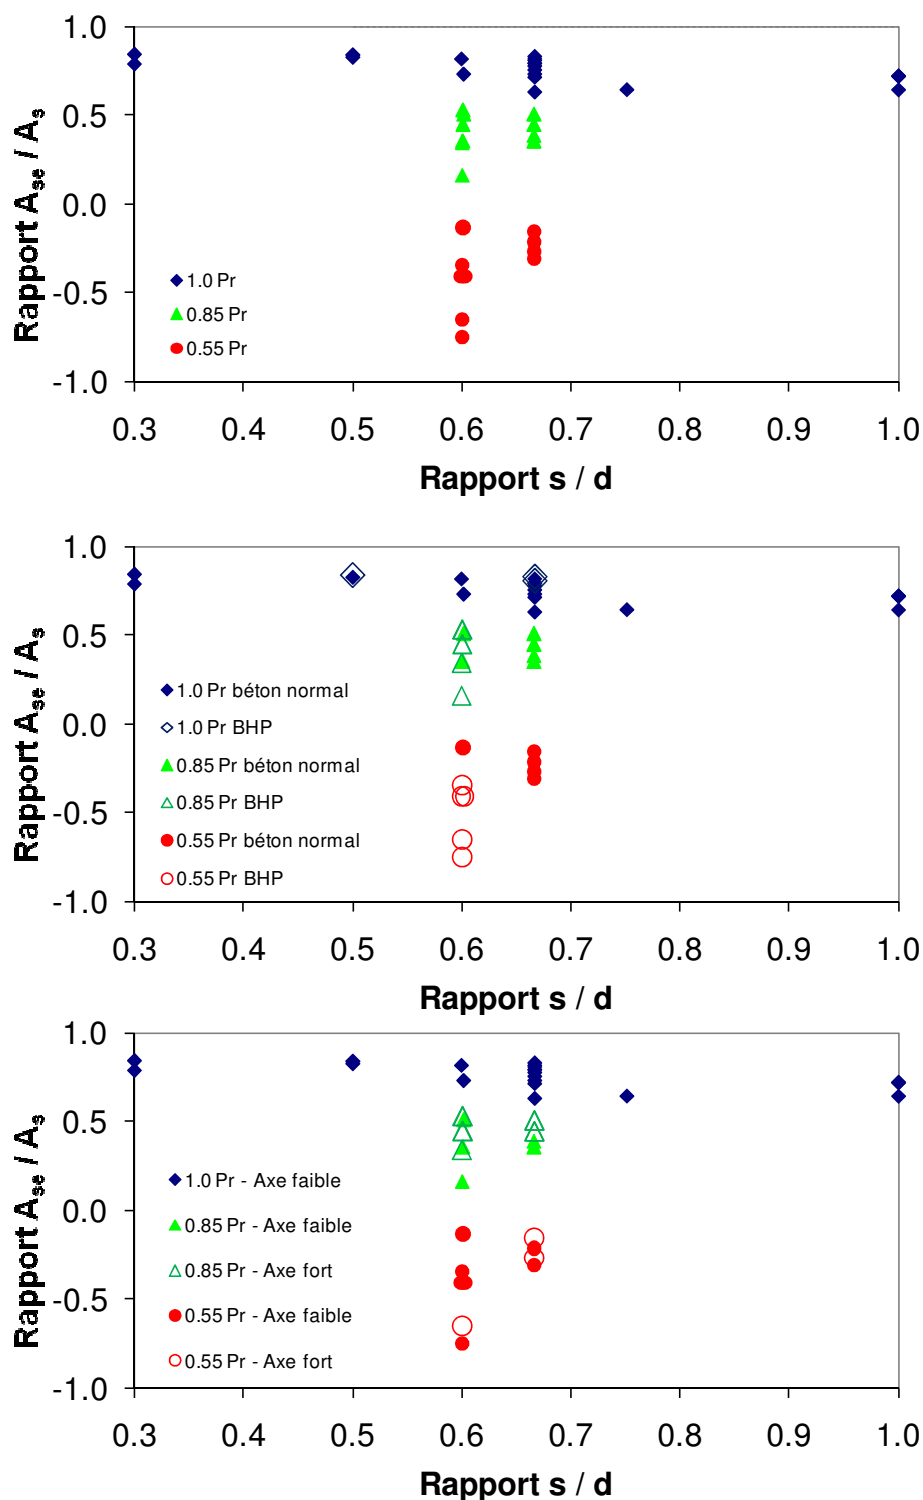 1.0
0.5
0.0
-0.5
-1.0
Rapport Ase / As
1.0 Pr
0.85 Pr
0.55 Pr
0.3 0.4 0.5 0.6 0.7 0.8 0.9 1.0
Rapport s / d
1.0
0.5
0.0
-0.5
-1.0
Rapport Ase / As
1.0 Pr béton normal
1.0 Pr BHP
0.85 Pr béton normal
0.85 Pr BHP
0.55 Pr béton normal
0.55 Pr BHP
0.3 0.4 0.5 0.6 0.7 0.8 0.9 1.0
Rapport s / d
1.0
0.5
0.0
-0.5
-1.0
Rapport Ase / As
1.0 Pr - Axe faible
0.85 Pr - Axe faible
0.85 Pr - Axe fort
0.55 Pr - Axe faible
0.55 Pr - Axe fort
0.3 0.4 0.5 0.6 0.7 0.8 0.9 1.0
Rapport s / d